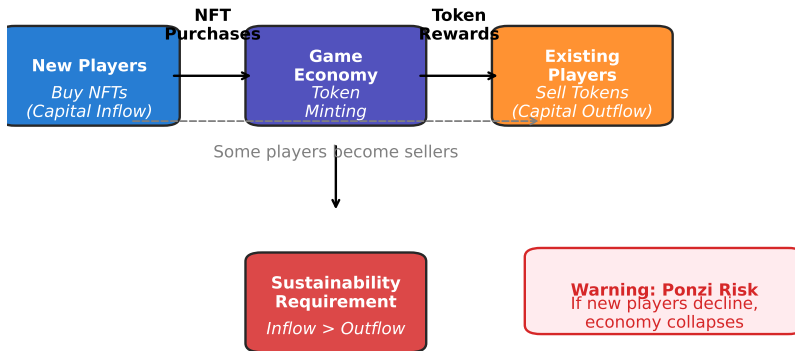 NFT
Purchases
Token
Rewards
New Players
Buy NFTs
(Capital Inflow)
Game
Economy
Token
Minting
Existing
Players
Sell Tokens
(Capital Outflow)
Some players become sellers
Sustainability
Requirement
Inflow > Outflow
Warning: Ponzi Risk
If new players decline,
economy collapses